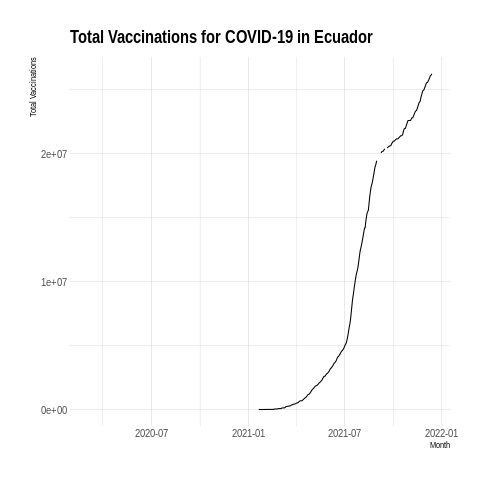 Total Vaccinations for COVID-19 in Ecuador
Total Vaccinations
2e+07
1e+07
0e+00
2020-07
2021-01
2021-07
2022-01
Month